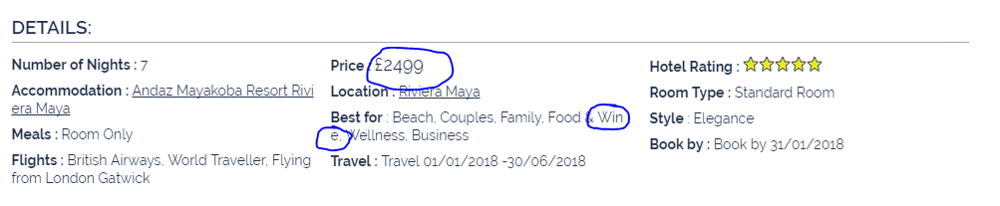 DETAILS:
Number of Nights : 7
Accommodation : Andaz Mayakoba Resort Rivi
era Maya
Meals : Room Only
Flights : British Airways, World Traveller, Flying
from London Gatwick
Price : £2499
Location : Riviera Maya
Best for : Beach, Couples, Family, Food & Win
e, Wellness, Business
Travel : Travel 01/01/2018 -30/06/2018
Hotel Rating :
Room Type : Standard Room
Style : Elegance
Book by : Book by 31/01/2018